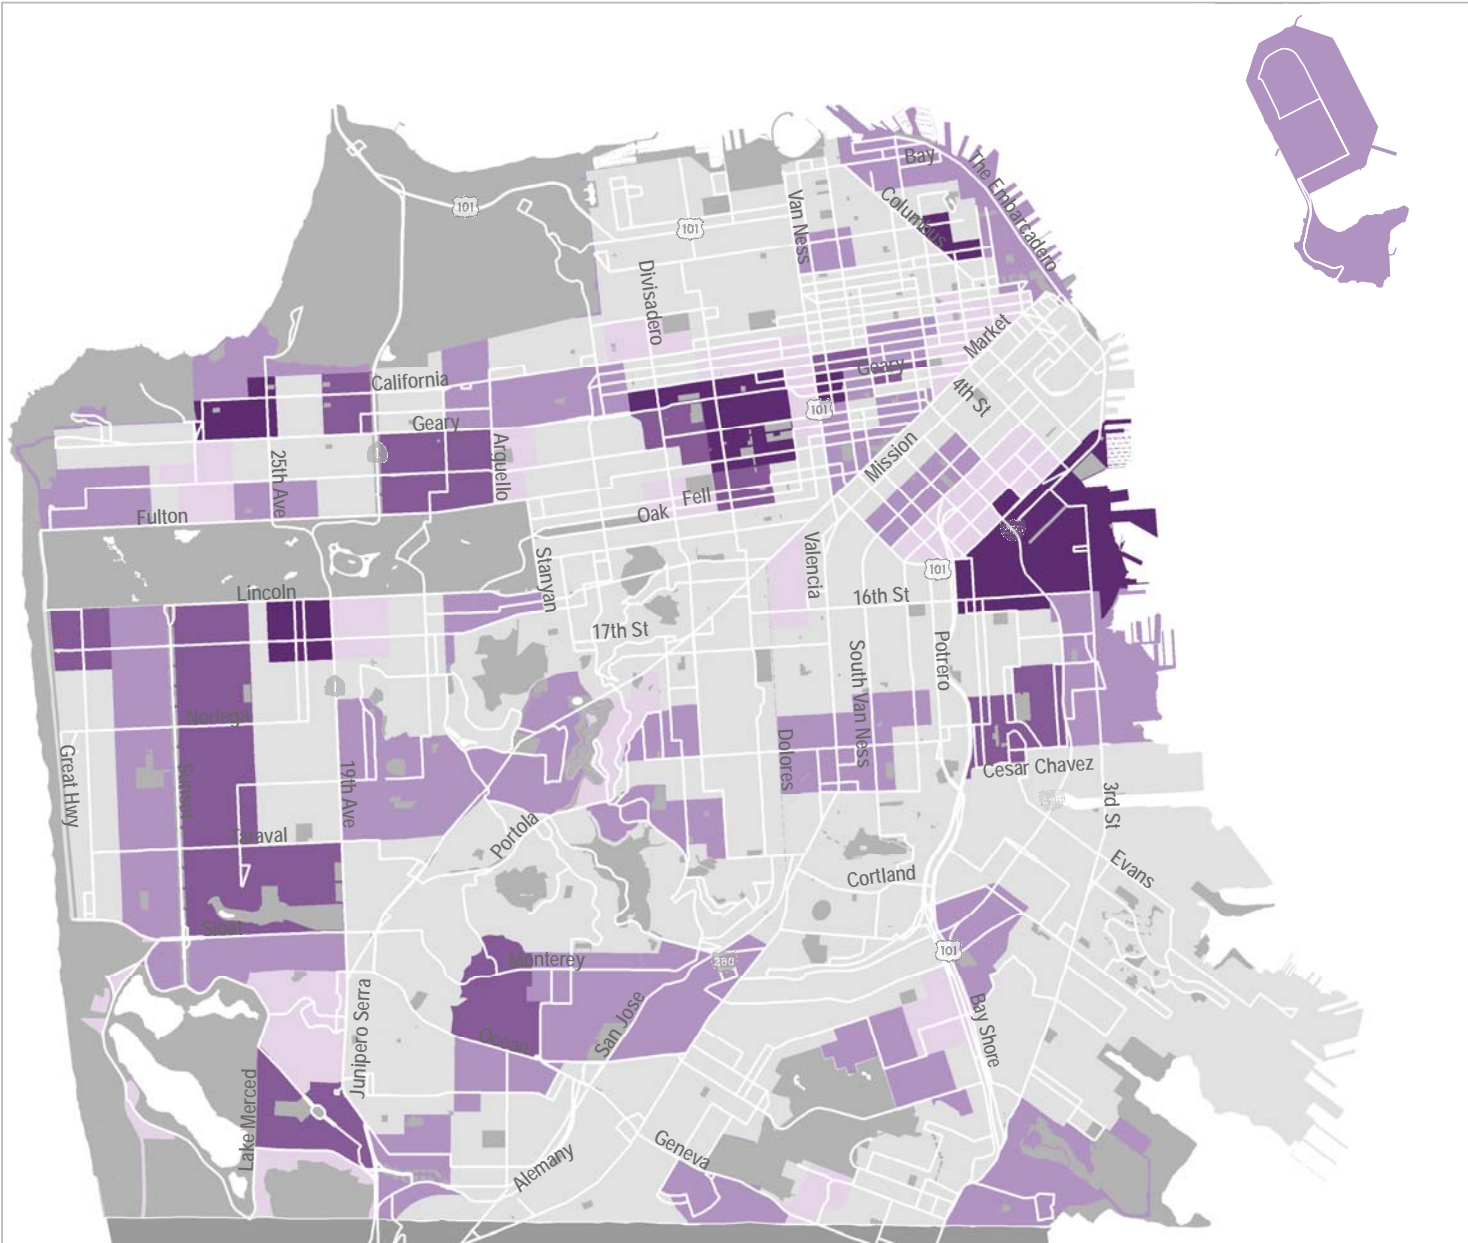 Bay
The Embarcadero
Columbus
Van Ness
101
101
Divisadero
Market
California
Geary
4th St
101
Geary
Arguello
25th Ave
Mission
Fell
Oak
Fulton
Stanyan
Valencia
101
Lincoln
16th St
17th St
Potrero
South Van Ness
1
Noriega
Great Hwy
Sunset
19th Ave
Dolores
Cesar Chavez
3rd St
Taraval
Portola
Evans
Cortland
Sloat
Monterey
280
101
Junipero Serra
San Jose
Bay Shore
Ocean
Lake Merced
Geneva
Alemany